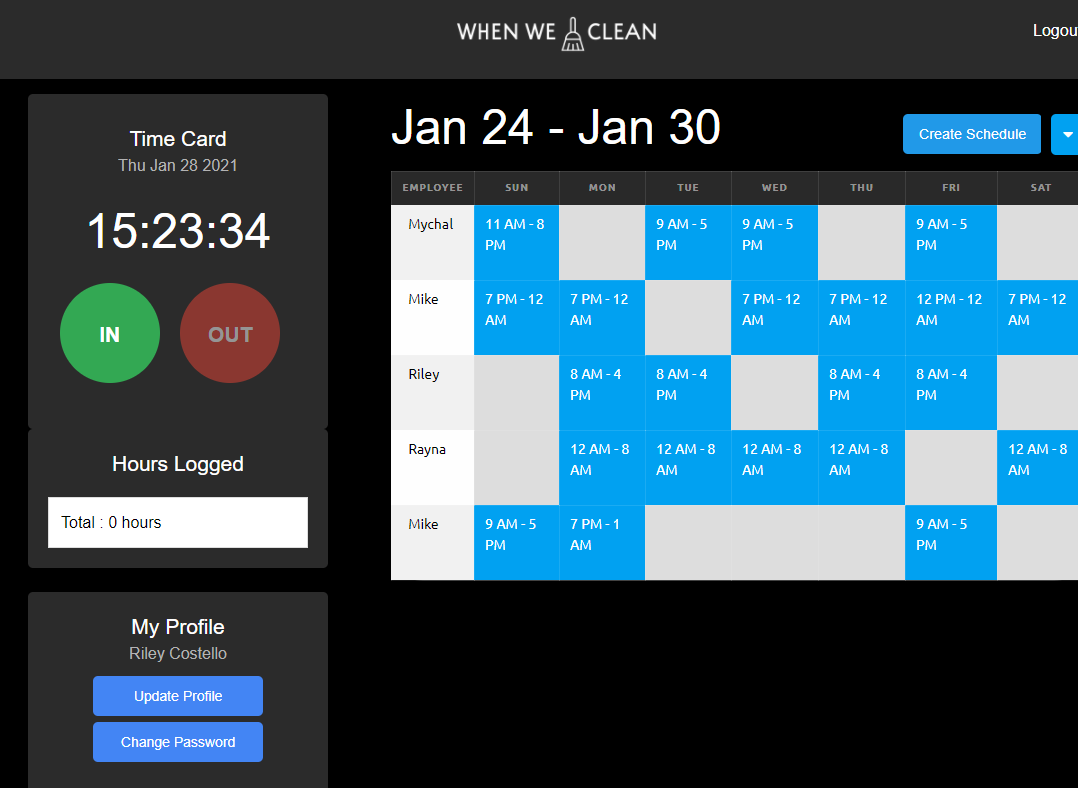 WHEN WE CLEAN
Logou
Time Card
Thu Jan 28 2021
15:23:34
IN OUT
Hours Logged
Total : 0 hours
My Profile
Riley Costello
Update Profile
Change Password
Jan 24 - Jan 30
Create Schedule
EMPLOYEE SUN MON TUE WED THU FRI SAT
Mychal 11 AM - 8 PM 9 AM - 5 PM 9 AM - 5 PM 9 AM - 5 PM
Mike 7 PM - 12 AM 7 PM - 12 AM 7 PM - 12 AM 7 PM - 12 AM 12 PM - 12 AM 7 PM - 12 AM
Riley 8 AM - 4 PM 8 AM - 4 PM 8 AM - 4 PM 8 AM - 4 PM
Rayna 12 AM - 8 AM 12 AM - 8 AM 12 AM - 8 AM 12 AM - 8 AM 12 AM - 8 AM
Mike 9 AM - 5 PM 7 PM - 1 AM 9 AM - 5 PM